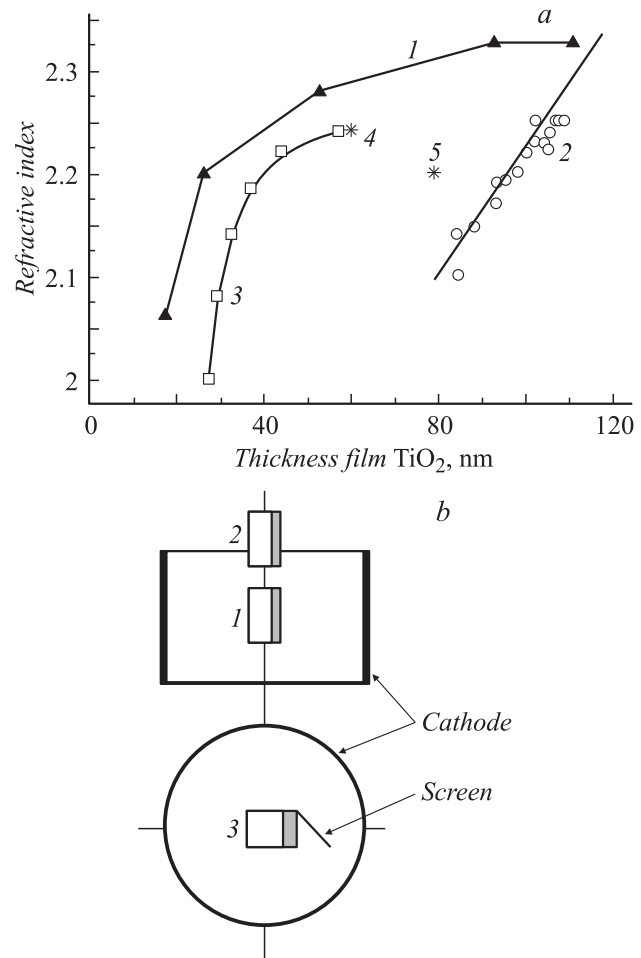 a
1
2.3
4
5
2
2.2
Refractive index
2.1
3
2
0
40
80
120
Thickness film TiO₂, nm
b
2
1
Cathode
Screen
3